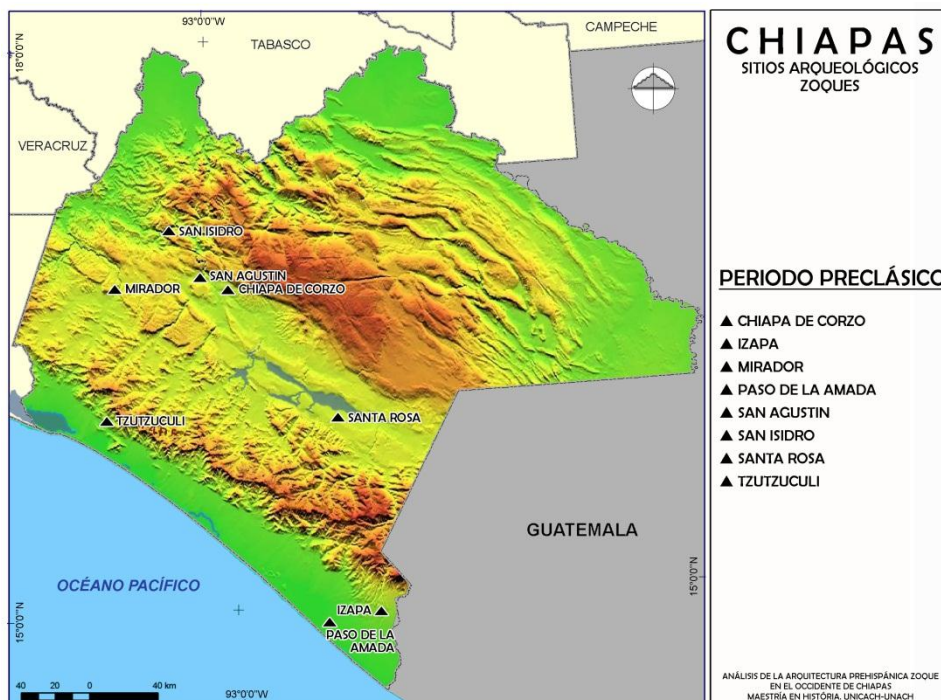 93°0'0"W
CAMPECHE
TABASCO
18°0'0"N
VERACRUZ
SAN ISIDRO
SAN AGUSTIN
MIRADOR
CHIAPA DE CORZO
TZUTZUCULI
SANTA ROSA
GUATEMALA
OCÉANO PACÍFICO
15°0'0"N
15°0'0"N
IZAPA
PASO DE LA
AMADA
40 20 0 40 km
93°0'0"W
CHIAPAS
SITIOS ARQUEOLÓGICOS
ZOQUES
PERIODO PRECLÁSICO
CHIAPA DE CORZO
IZAPA
MIRADOR
PASO DE LA AMADA
SAN AGUSTIN
SAN ISIDRO
SANTA ROSA
TZUTZUCULI
ANÁLISIS DE LA ARQUITECTURA PREHISPÁNICA ZOQUE
EN EL OCCIDENTE DE CHIAPAS
MAESTRÍA EN HISTÓRIA, UNICACH-UNACH